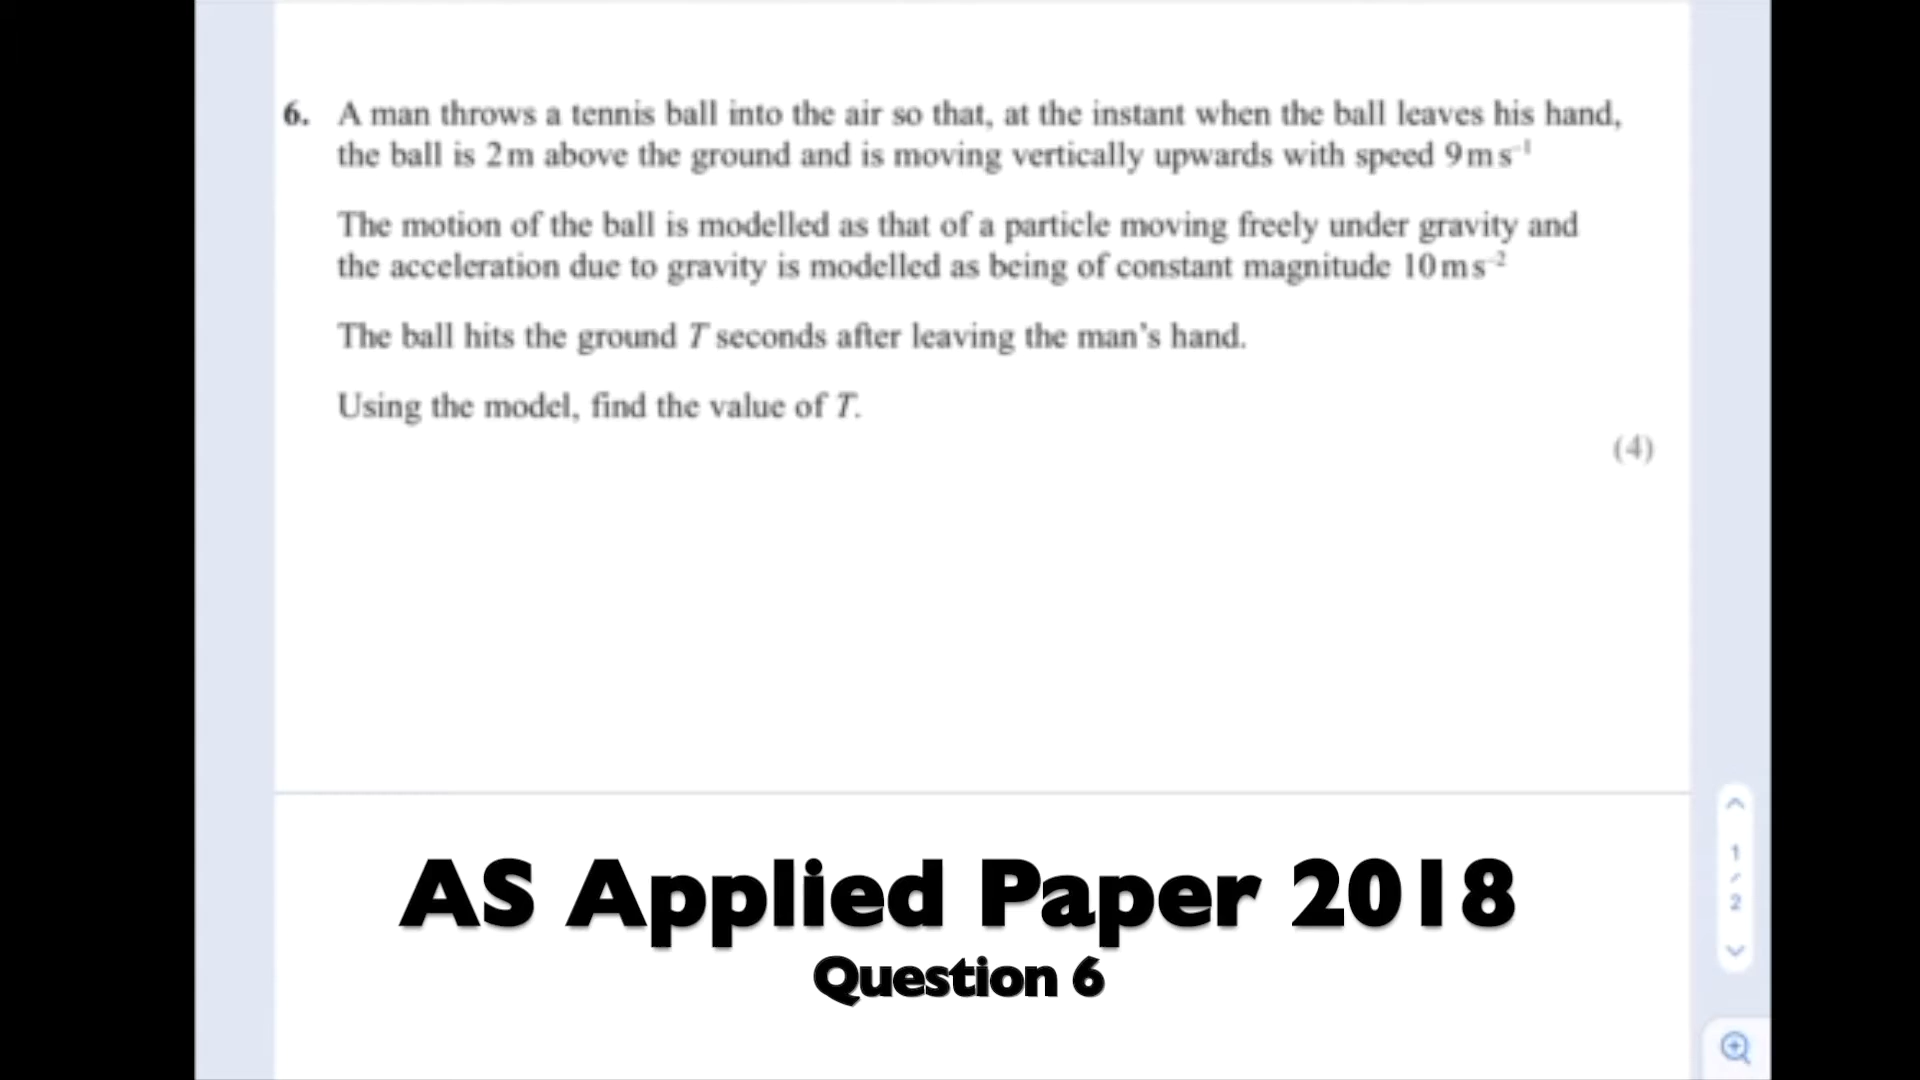 6. A man throws a tennis ball into the air so that, at the instant when the ball leaves his hand,
the ball is 2 m above the ground and is moving vertically upwards with speed 9 m s⁻¹
The motion of the ball is modelled as that of a particle moving freely under gravity and
the acceleration due to gravity is modelled as being of constant magnitude 10 m s⁻²
The ball hits the ground T seconds after leaving the man's hand.
Using the model, find the value of T.
(4)
AS Applied Paper 2018
Question 6
1
/
2